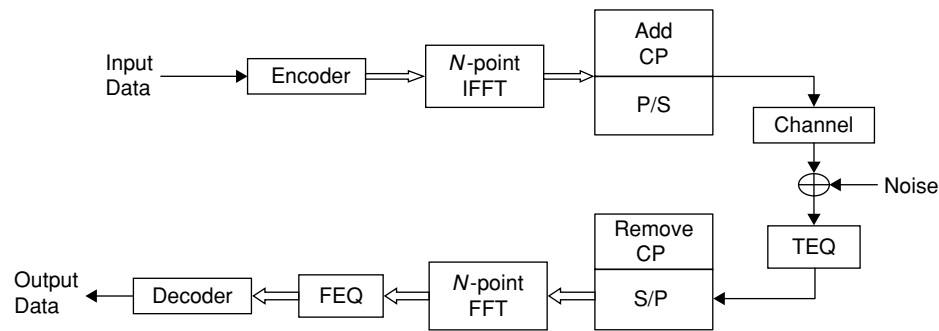 Input
Data
Encoder
N-point
IFFT
Add
CP
P/S
Channel
Noise
TEQ
Remove
CP
S/P
N-point
FFT
FEQ
Decoder
Output
Data